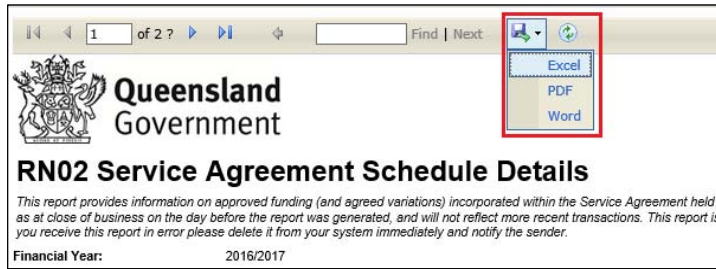 1 of 2 ? Find | Next
Excel
PDF
Word
Queensland
Government
RN02 Service Agreement Schedule Details
This report provides information on approved funding (and agreed variations) incorporated within the Service Agreement held
as at close of business on the day before the report was generated, and will not reflect more recent transactions. This report is
you receive this report in error please delete it from your system immediately and notify the sender.
Financial Year: 2016/2017